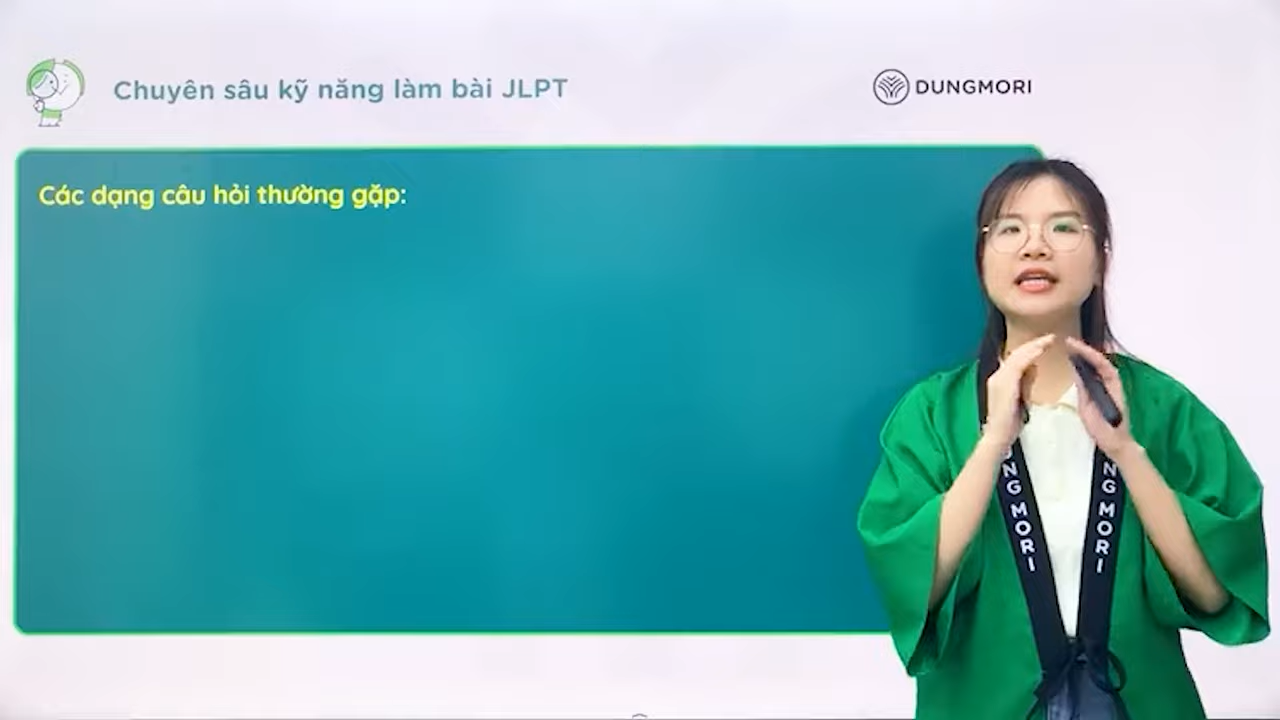 Chuyên sâu kỹ năng làm bài JLPT
DUNGMORI
Các dạng câu hỏi thường gặp:
NG MORI
NG MORI